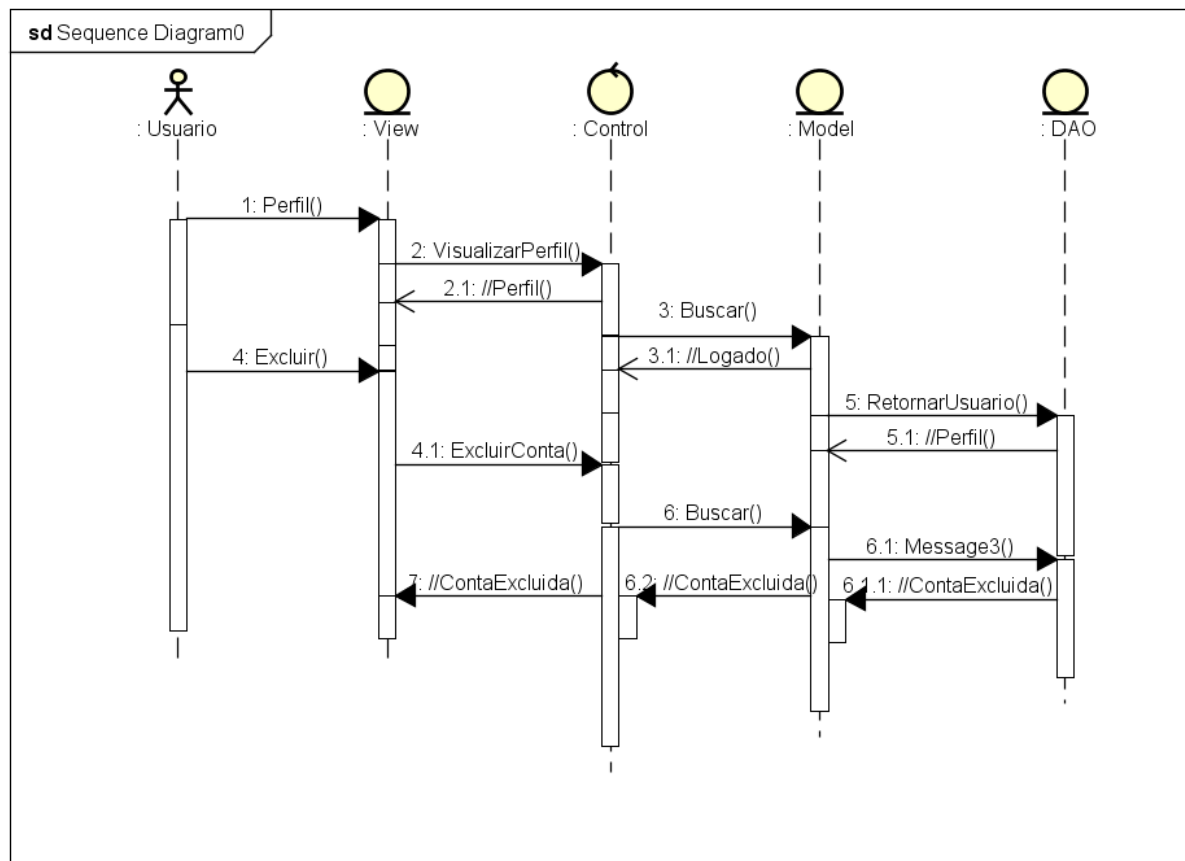 sd Sequence Diagram0
: Usuario
: View
: Control
: Model
: DAO
1: Perfil()
2: VisualizarPerfil()
2.1: //Perfil()
3: Buscar()
3.1: //Logado()
4: Excluir()
5: RetornarUsuario()
5.1: //Perfil()
4.1: ExcluirConta()
6: Buscar()
6.1: Message3()
7: //ContaExcluida()
6.2: //ContaExcluida()
6.1.1: //ContaExcluida()